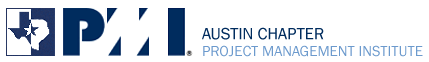 PMI® AUSTIN CHAPTER
PROJECT MANAGEMENT INSTITUTE